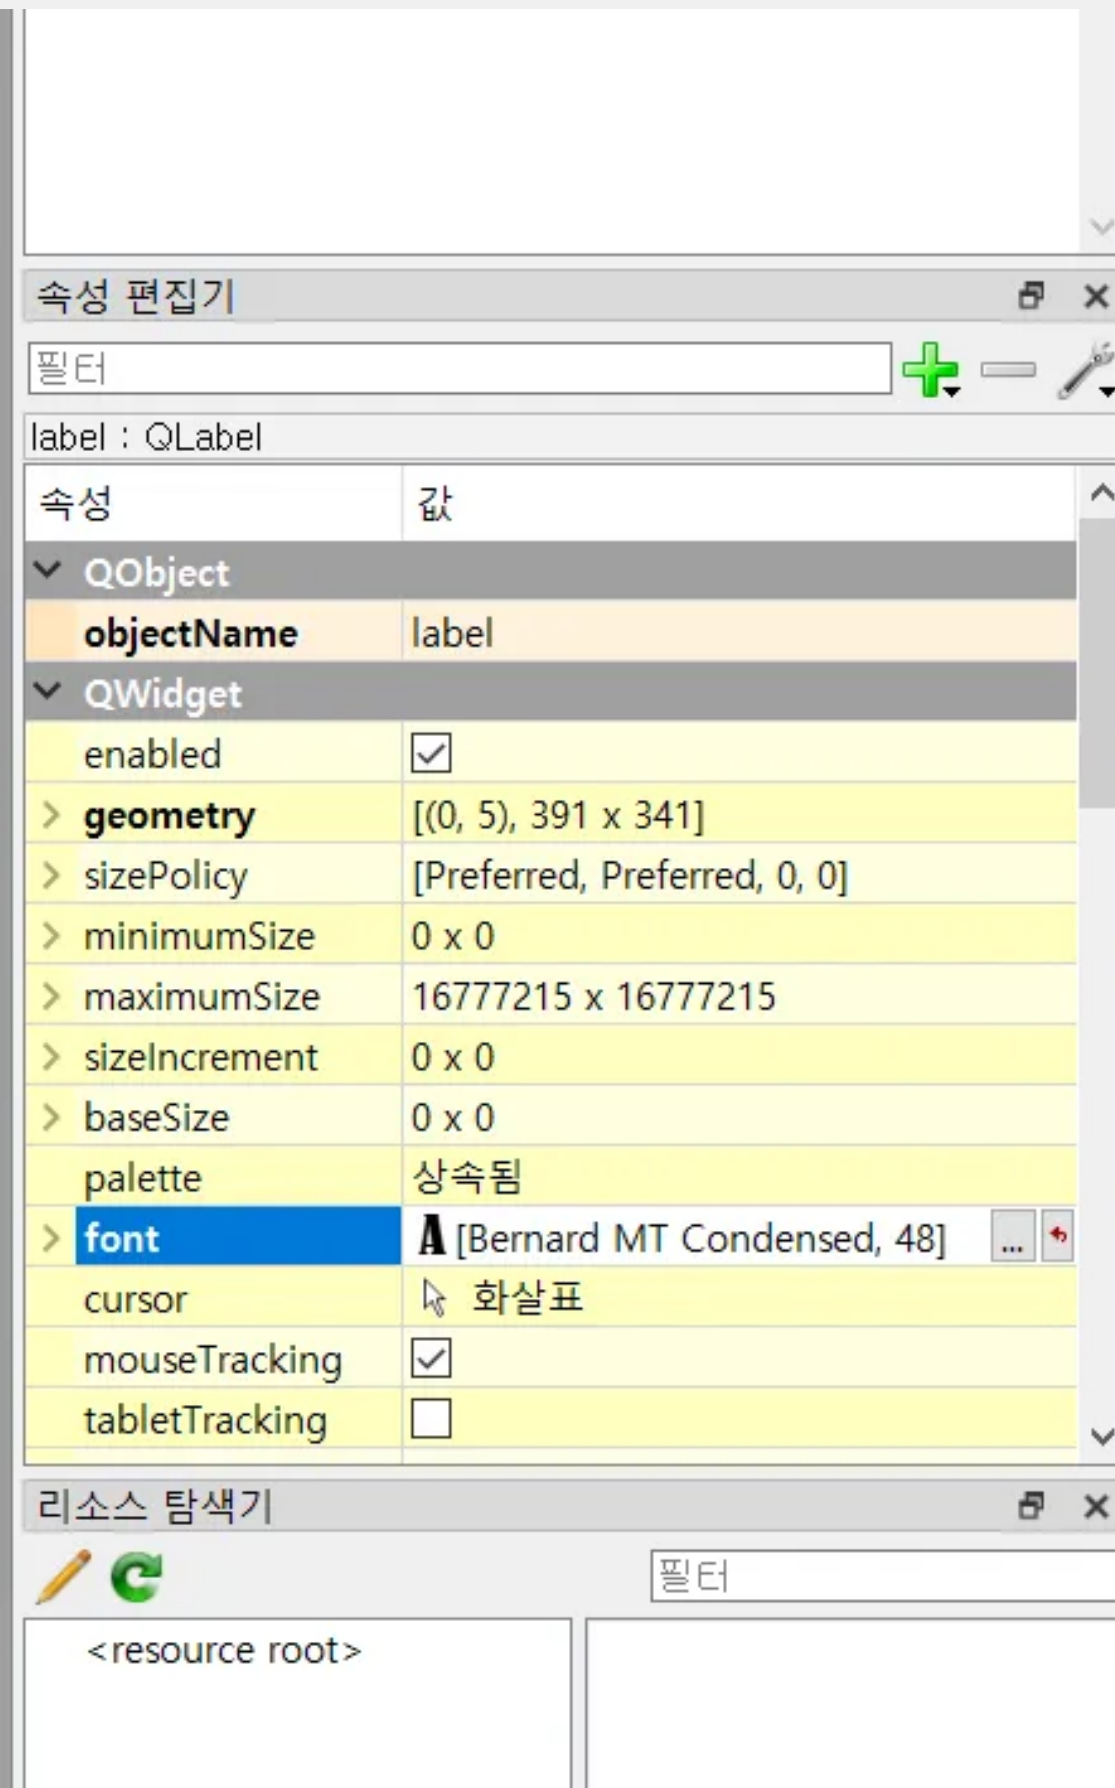 속성 편집기
필터
label : QLabel
속성 값
QObject
objectName label
QWidget
enabled
geometry [(0, 5), 391 x 341]
sizePolicy [Preferred, Preferred, 0, 0]
minimumSize 0 x 0
maximumSize 16777215 x 16777215
sizeIncrement 0 x 0
baseSize 0 x 0
palette 상속됨
font A [Bernard MT Condensed, 48] ...
cursor 화살표
mouseTracking
tabletTracking
리소스 탐색기
필터
<resource root>